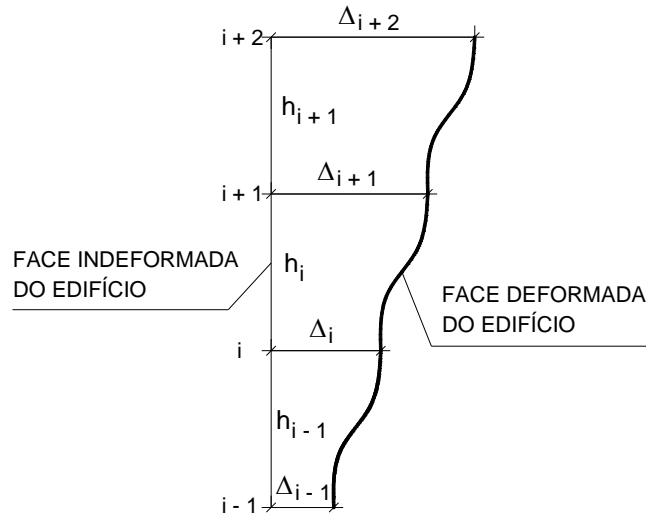 Δi + 2
i + 2
hi + 1
Δi + 1
i + 1
FACE INDEFORMADA
DO EDIFÍCIO
hi
FACE DEFORMADA
DO EDIFÍCIO
Δi
i
hi - 1
Δi - 1
i - 1